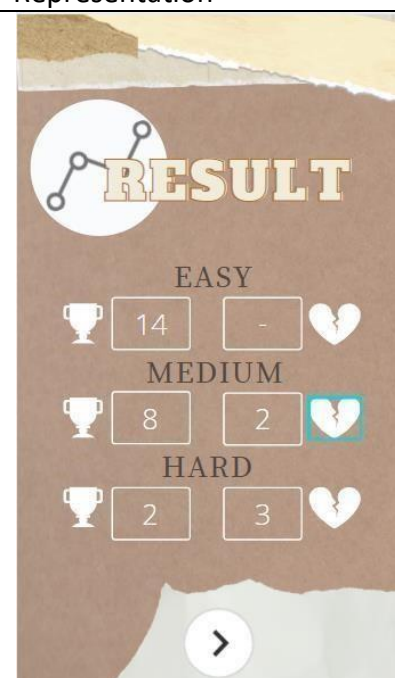 Representation
RESULT
EASY
14 -
MEDIUM
8 2
HARD
2 3